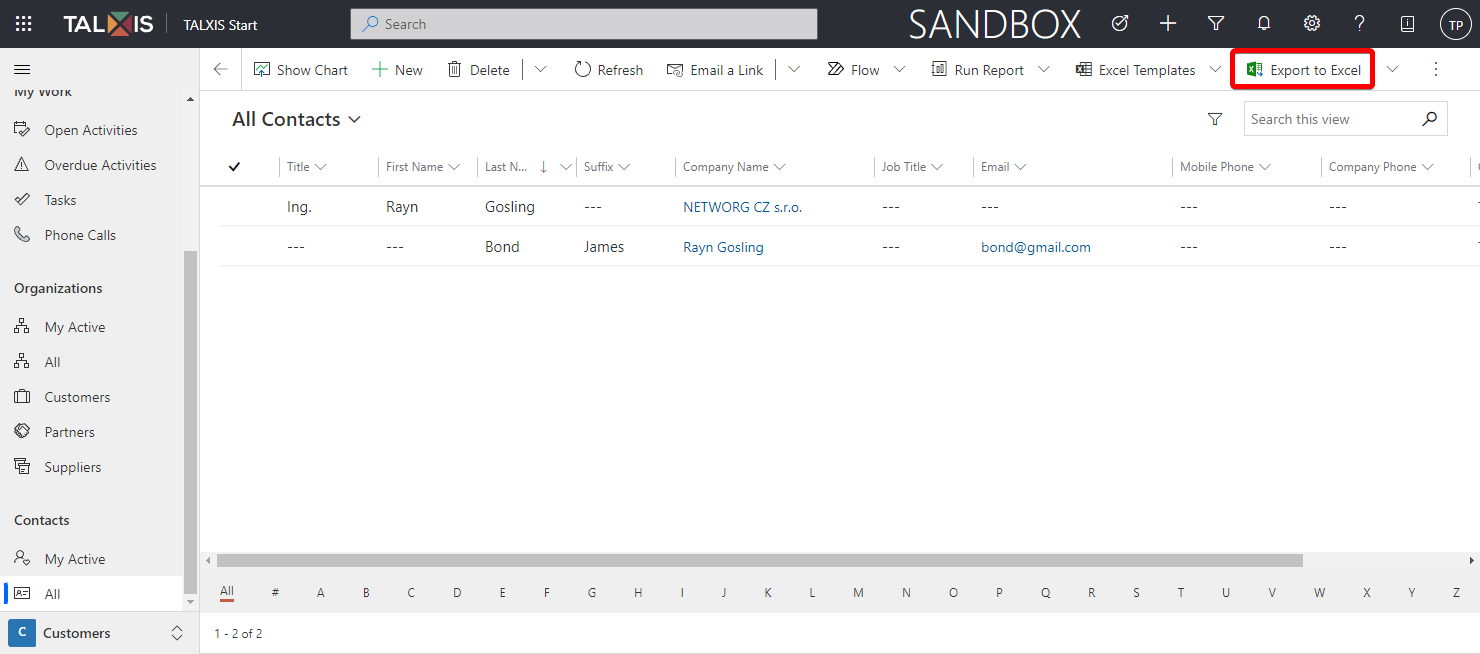 TALXIS TALXIS Start Search SANDBOX ? TP
Show Chart New Delete Refresh Email a Link Flow Run Report Excel Templates Export to Excel
My Work
Open Activities
Overdue Activities
Tasks
Phone Calls
Organizations
My Active
All
Customers
Partners
Suppliers
Contacts
My Active
All
C Customers
All Contacts Search this view
Title First Name Last N... Suffix Company Name Job Title Email Mobile Phone Company Phone
Ing. Rayn Gosling --- NETWORG CZ s.r.o. --- --- --- ---
--- --- Bond James Rayn Gosling --- bond@gmail.com --- ---
All # A B C D E F G H I J K L M N O P Q R S T U V W X Y Z
1 - 2 of 2